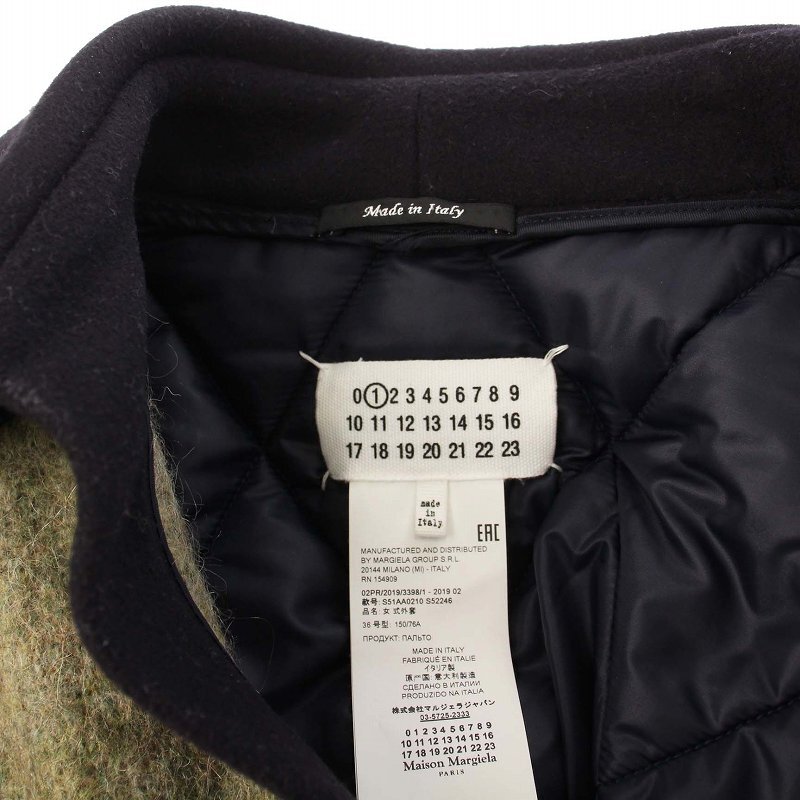 Made in Italy
0 1 2 3 4 5 6 7 8 9
10 11 12 13 14 15 16
17 18 19 20 21 22 23
made
in
Italy
EAC
MANUFACTURED AND DISTRIBUTED
BY MARGIELA GROUP S R L
20144 MILANO (MI) - ITALY
RN 154909
02PR/2019/3398/1 - 2019 02
款号: S51AA0210 S52246
品名: 女式外套
36 号型: 150/76A
ПРОДУКТ: ПАЛЬТО
MADE IN ITALY
FABRIQUÉ EN ITALIE
イタリア製
原产国: 意大利製造
СДЕЛАНО В ИТАЛИИ
PRODUZIDO NA ITALIA
株式会社マルジェラジャパン
03-5725-2333
0 1 2 3 4 5 6 7 8 9
10 11 12 13 14 15 16
17 18 19 20 21 22 23
Maison Margiela
PARIS